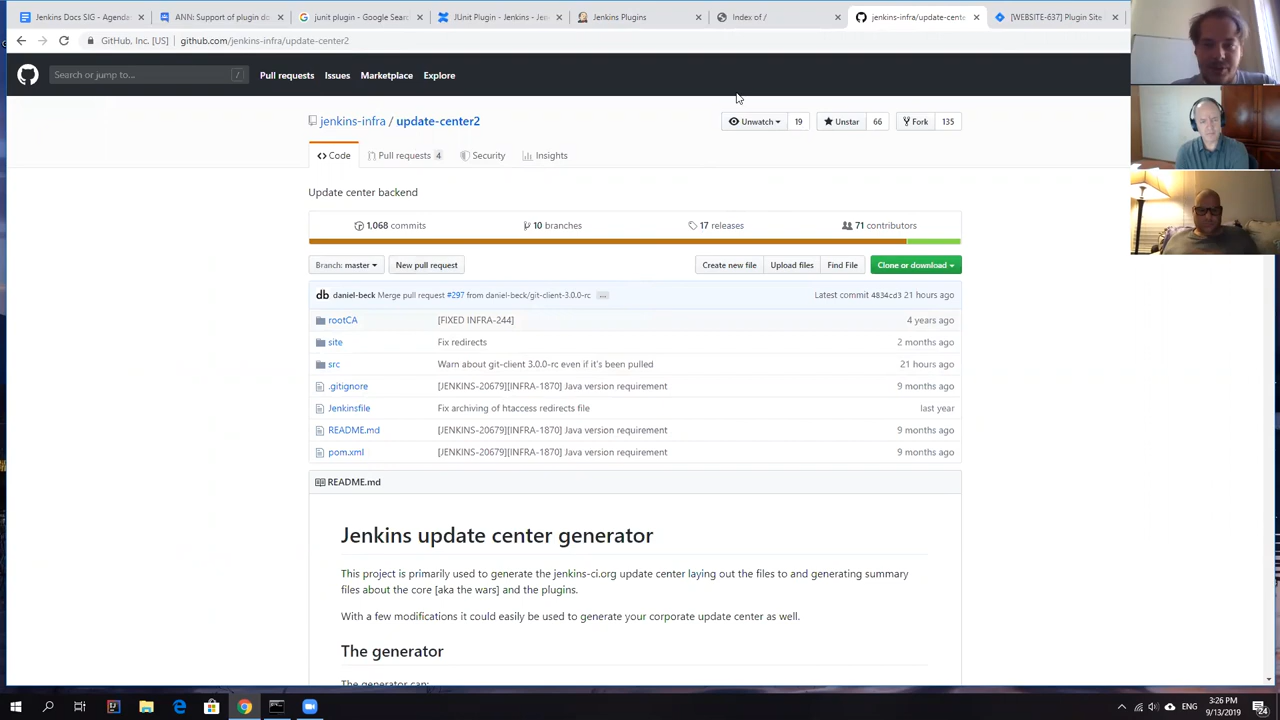 Jenkins Docs SIG - Agenda
ANN: Support of plugin do
junit plugin - Google Sear
JUnit Plugin - Jenkins - Jen
Jenkins Plugins
Index of /
jenkins-infra/update-cente
[WEBSITE-637] Plugin Site
GitHub, Inc. [US]
github.com/jenkins-infra/update-center2
Search or jump to...
/
Pull requests
Issues
Marketplace
Explore
jenkins-infra / update-center2
Unwatch
19
Unstar
66
Fork
135
Code
Pull requests 4
Security
Insights
Update center backend
1,068 commits
10 branches
17 releases
71 contributors
Branch: master
New pull request
Create new file
Upload files
Find File
Clone or download
daniel-beck Merge pull request #297 from daniel-beck/git-client-3.0.0-rc ...
Latest commit 4834cd3 21 hours ago
rootCA
[FIXED INFRA-244]
4 years ago
site
Fix redirects
2 months ago
src
Warn about git-client 3.0.0-rc even if it's been pulled
21 hours ago
.gitignore
[JENKINS-20679][INFRA-1870] Java version requirement
9 months ago
Jenkinsfile
Fix archiving of htaccess redirects file
last year
README.md
[JENKINS-20679][INFRA-1870] Java version requirement
9 months ago
pom.xml
[JENKINS-20679][INFRA-1870] Java version requirement
9 months ago
README.md
Jenkins update center generator
This project is primarily used to generate the jenkins-ci.org update center laying out the files to and generating summary
files about the core [aka the wars] and the plugins.
With a few modifications it could easily be used to generate your corporate update center as well.
The generator
The generator can:
ENG
3:26 PM
9/13/2019
24